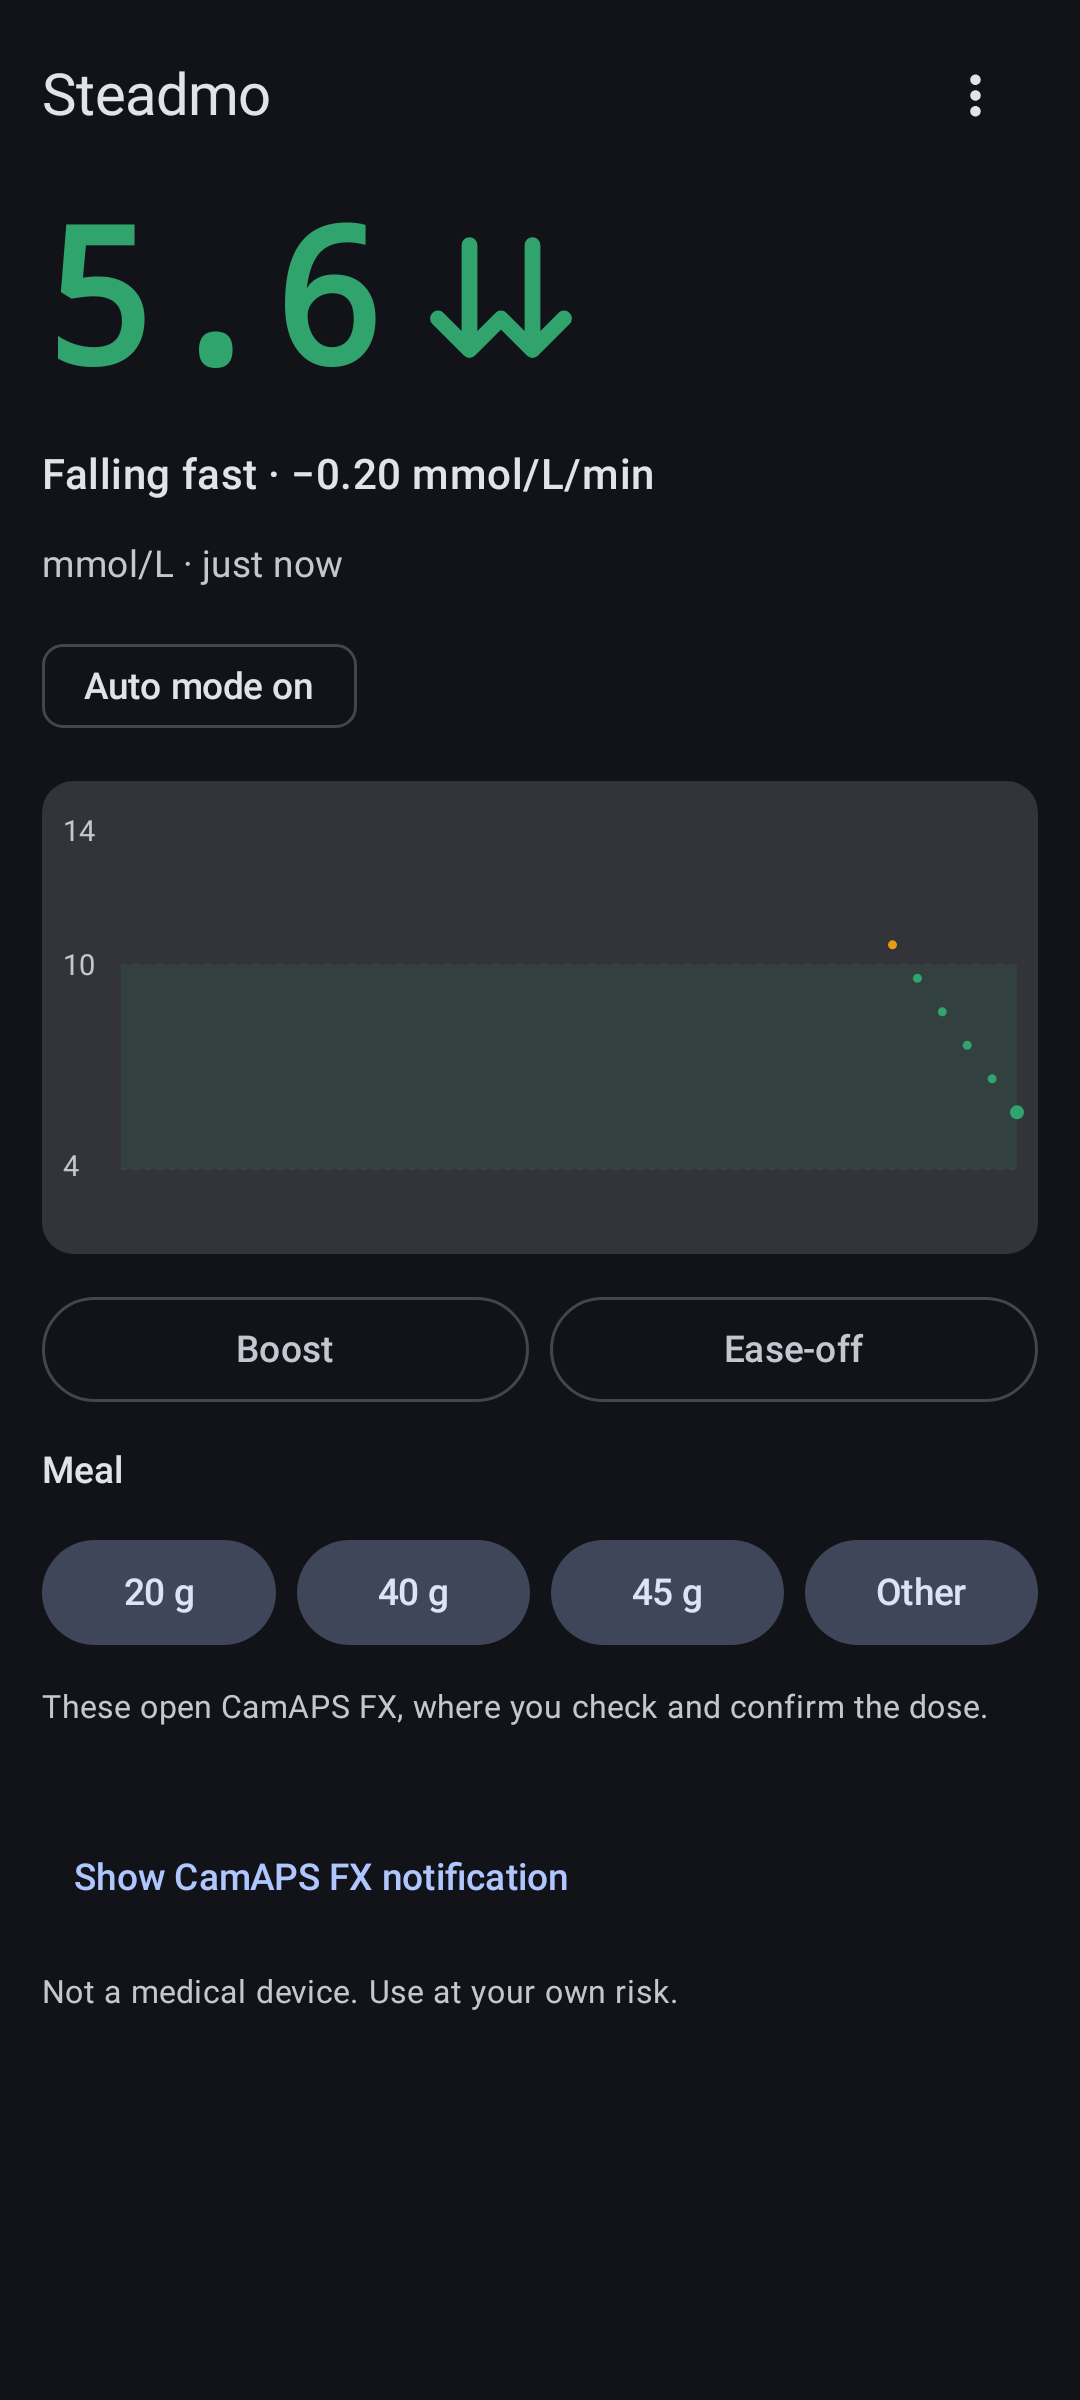 Steadmo
5.6
Falling fast · −0.20 mmol/L/min
mmol/L · just now
Auto mode on
14
10
4
Boost
Ease-off
Meal
20 g
40 g
45 g
Other
These open CamAPS FX, where you check and confirm the dose.
Show CamAPS FX notification
Not a medical device. Use at your own risk.